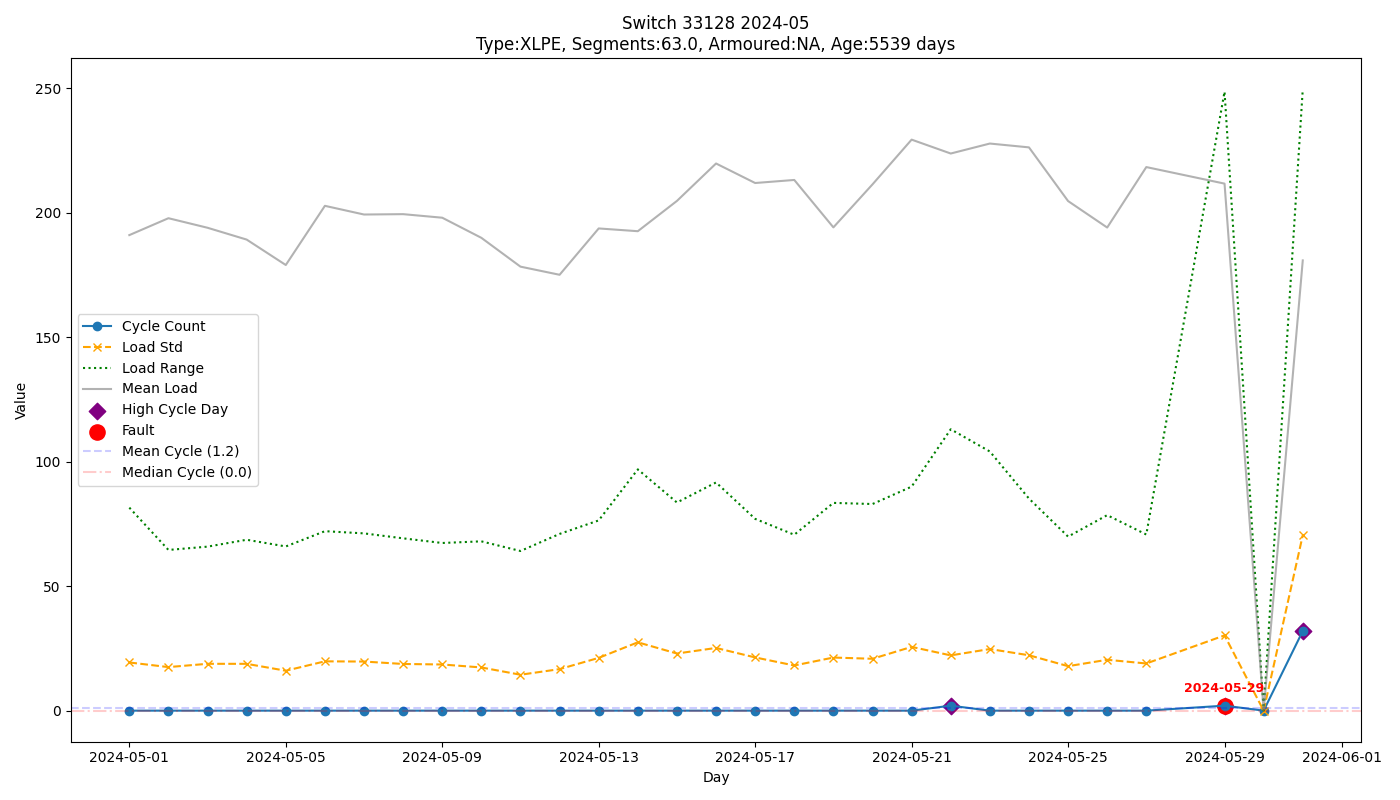 Switch 33128 2024-05
Type:XLPE, Segments:63.0, Armoured:NA, Age:5539 days
250
200
150
100
50
0
Value
Cycle Count
Load Std
Load Range
Mean Load
High Cycle Day
Fault
Mean Cycle (1.2)
Median Cycle (0.0)
2024-05-29
2024-05-01
2024-05-05
2024-05-09
2024-05-13
2024-05-17
2024-05-21
2024-05-25
2024-05-29
2024-06-01
Day